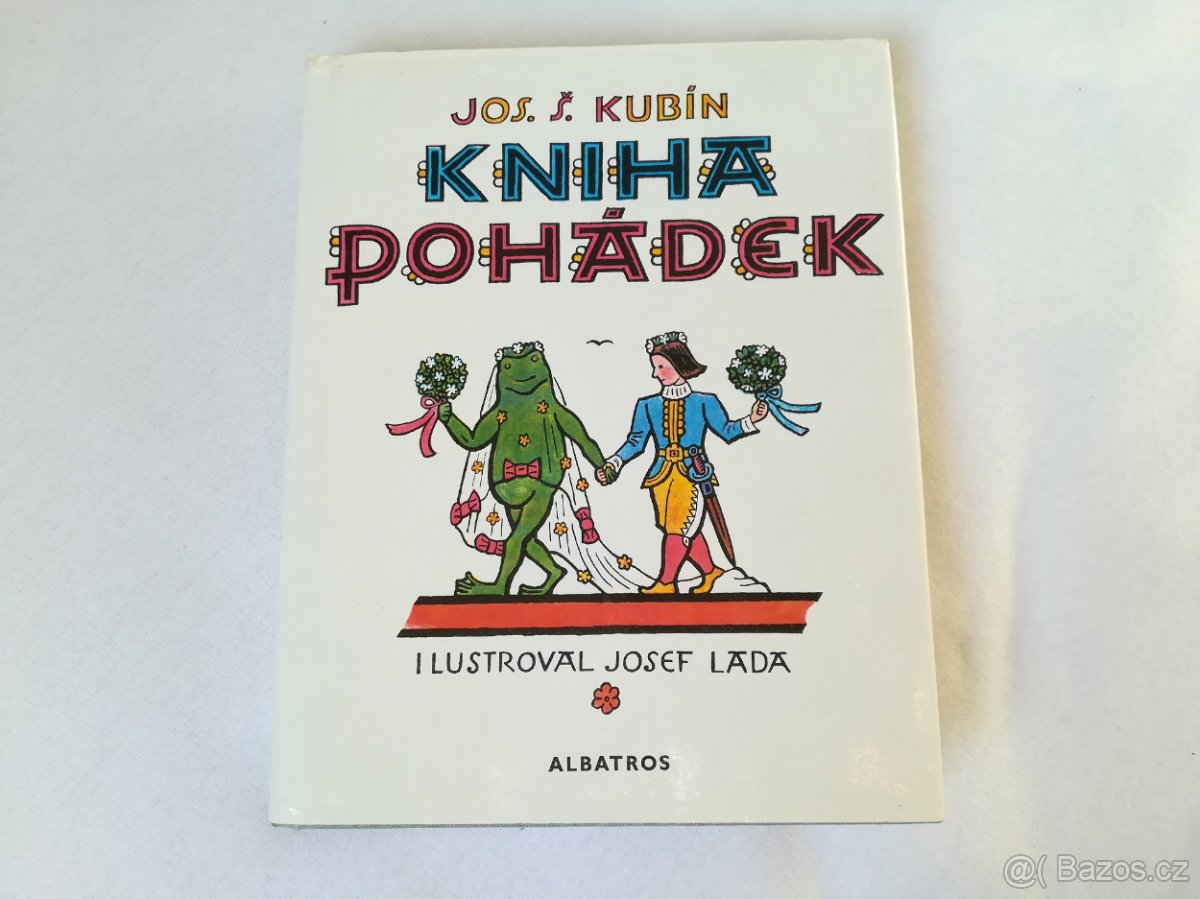 JOS. Š. KUBÍN
KNIHA
POHÁDEK
ILUSTROVAL JOSEF LADA
ALBATROS
@( Bazos.cz